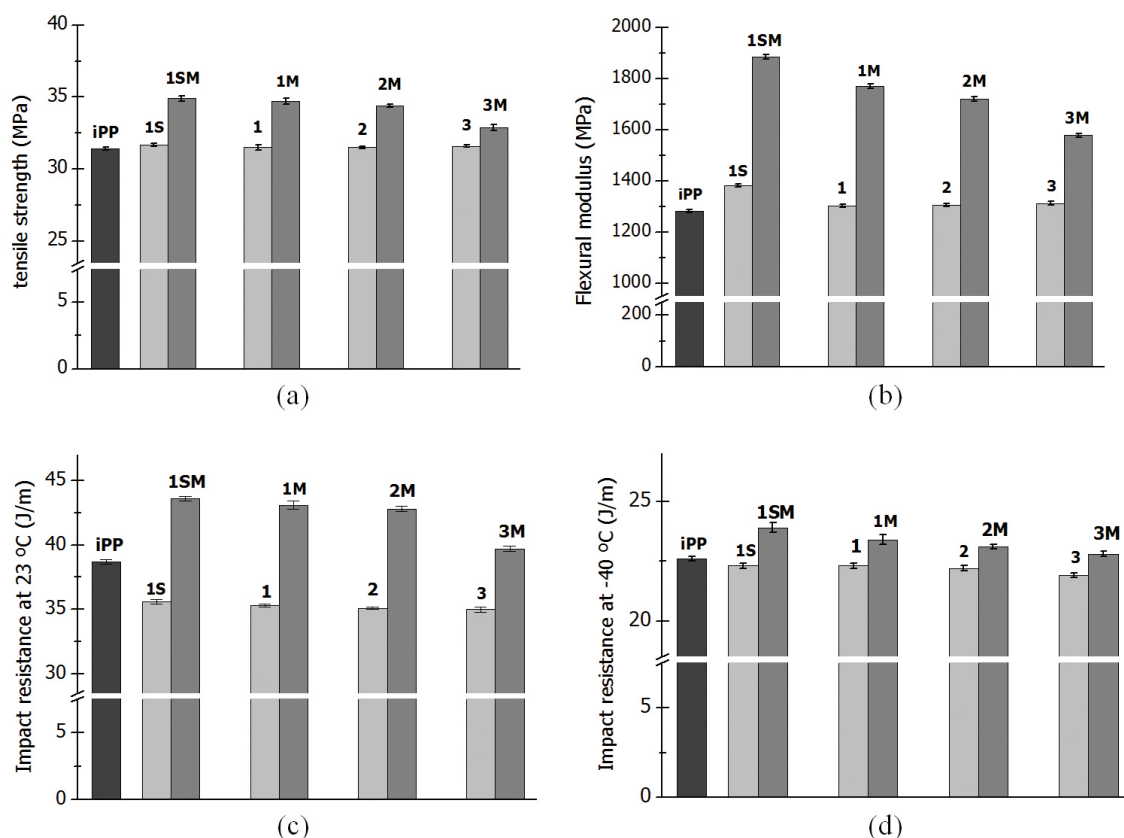 tensile strength (MPa)
40
35
30
25
5
0
iPP
1S
1SM
1
1M
2
2M
3
3M
(a)
Flexural modulus (MPa)
2000
1800
1600
1400
1200
1000
200
0
iPP
1S
1SM
1
1M
2
2M
3
3M
(b)
Impact resistance at 23 ºC (J/m)
45
40
35
30
5
0
iPP
1S
1SM
1
1M
2
2M
3
3M
(c)
Impact resistance at -40 ºC (J/m)
25
20
5
0
iPP
1S
1SM
1
1M
2
2M
3
3M
(d)